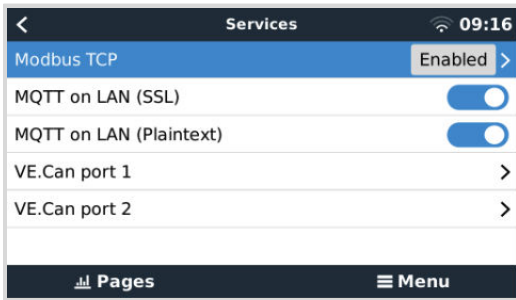 Services 09:16
Modbus TCP Enabled
MQTT on LAN (SSL)
MQTT on LAN (Plaintext)
VE.Can port 1
VE.Can port 2
Pages Menu